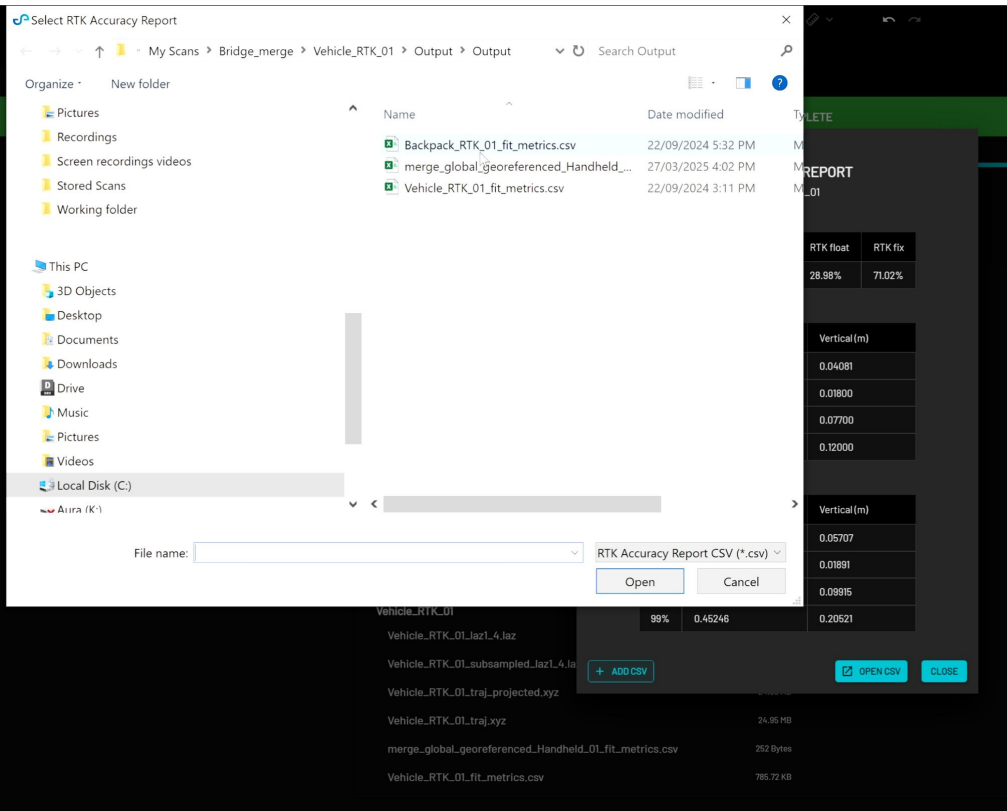 Select RTK Accuracy Report
My Scans > Bridge_merge > Vehicle_RTK_01 > Output > Output
Search Output
Organize
New folder
Pictures
Recordings
Screen recordings videos
Stored Scans
Working folder
This PC
3D Objects
Desktop
Documents
Downloads
Drive
Music
Pictures
Videos
Local Disk (C:)
Aura (K:)
Name Date modified
Backpack_RTK_01_fit_metrics.csv 22/09/2024 5:32 PM M
merge_global_georeferenced_Handheld_... 27/03/2025 4:02 PM M
Vehicle_RTK_01_fit_metrics.csv 22/09/2024 3:11 PM M
File name:
RTK Accuracy Report CSV (*.csv)
Open Cancel
LETE
REPORT
_01
RTK float RTK fix
28.98% 71.02%
Vertical (m)
0.04081
0.01800
0.07700
0.12000
Vertical (m)
0.05707
0.01891
0.09915
99% 0.45246 0.20521
+ ADD CSV
OPEN CSV
CLOSE
Vehicle_RTK_01
Vehicle_RTK_01_laz1_4.laz
Vehicle_RTK_01_subsampled_laz1_4.la
Vehicle_RTK_01_traj_projected.xyz
Vehicle_RTK_01_traj.xyz 24.95 MB
merge_global_georeferenced_Handheld_01_fit_metrics.csv 252 Bytes
Vehicle_RTK_01_fit_metrics.csv 785.72 KB